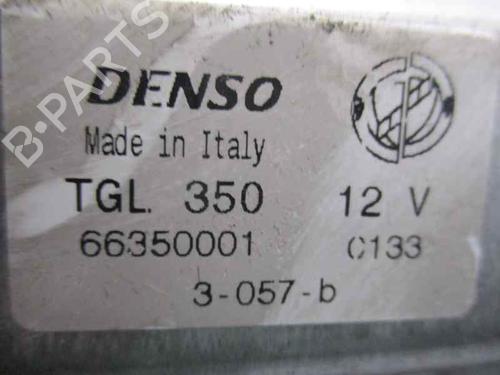 DENSO
Made in Italy
TGL. 350 12 V
66350001 C133
3-057-b
B-PARTS